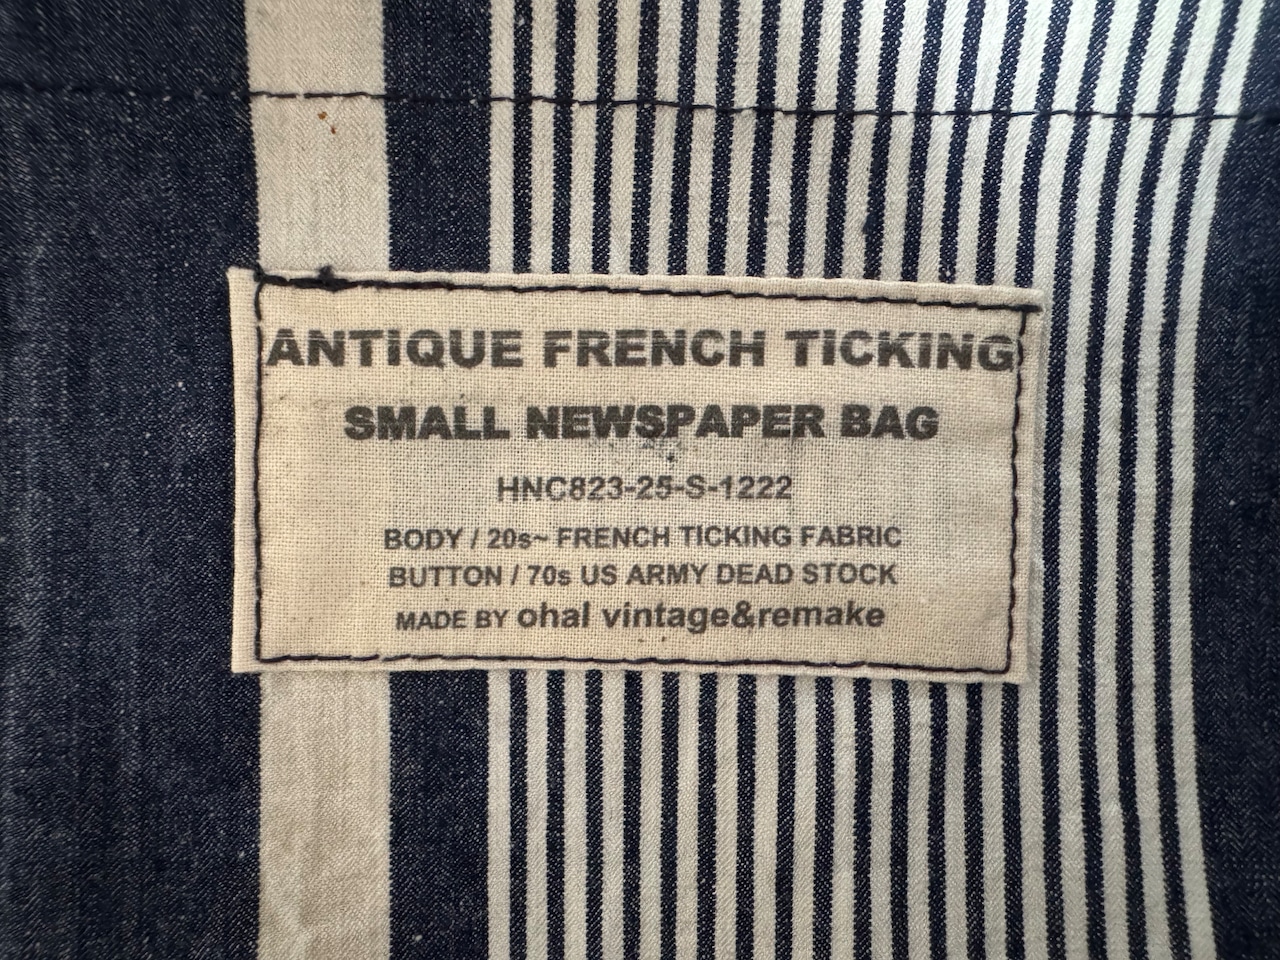 ANTIQUE FRENCH TICKING
SMALL NEWSPAPER BAG
HNC823-25-S-1222
BODY / 20s~ FRENCH TICKING FABRIC
BUTTON / 70s US ARMY DEAD STOCK
MADE BY ohal vintage&remake